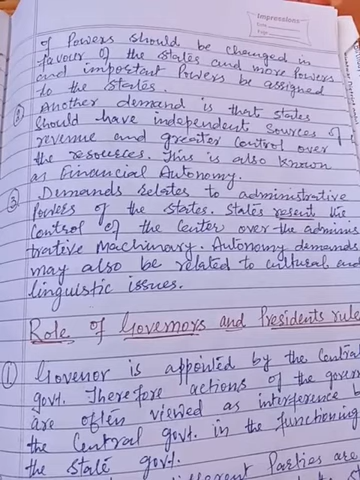 Impressions
of Powers should be changed in
favour of the states and more Powers
and important Powers be assigned
to the States.
② Another demand is that states
should have independent sources of
revenue and greater control over
the resources. This is also known
as Financial Autonomy.
③ Demands relates to administrative
powers of the states. States resent the
control of the Center over the adminis
trative Machinary. Autonomy demands
may also be related to cultural and
linguistic issues.
Role of Governors and Presidents rule
① Govenor is appointed by the Central
govt. Therefore actions of the gover
are often viewed as interference b
the Central govt. in the functioning
the state govt.
different Parties are